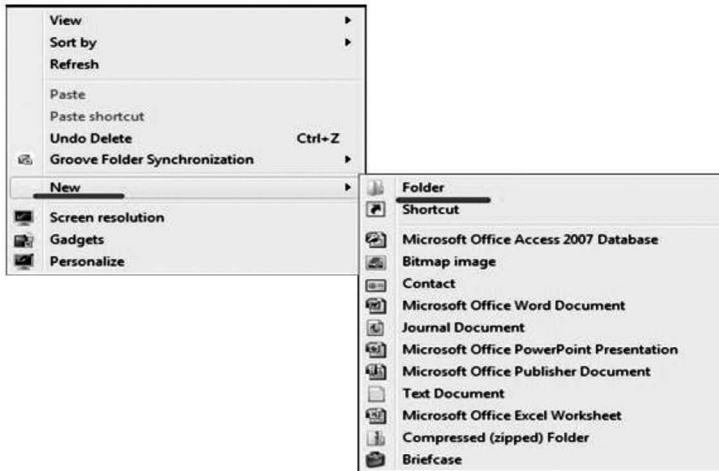 View
Sort by
Refresh
Paste
Paste shortcut
Undo Delete Ctrl+Z
Groove Folder Synchronization
New
Screen resolution
Gadgets
Personalize
Folder
Shortcut
Microsoft Office Access 2007 Database
Bitmap image
Contact
Microsoft Office Word Document
Journal Document
Microsoft Office PowerPoint Presentation
Microsoft Office Publisher Document
Text Document
Microsoft Office Excel Worksheet
Compressed (zipped) Folder
Briefcase